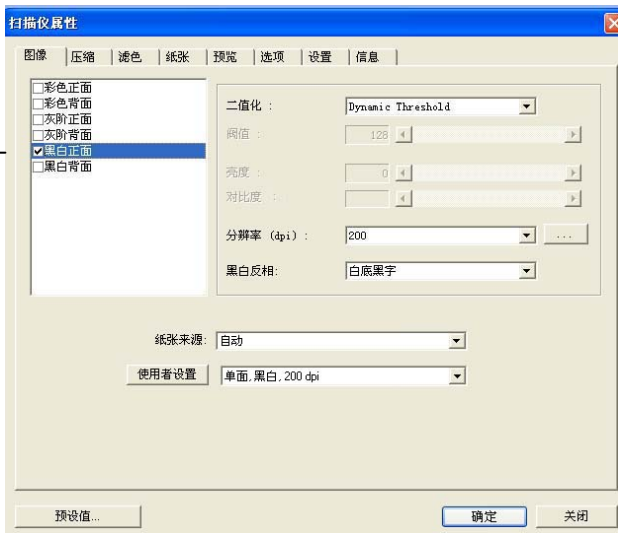 扫描仪属性
图像 压缩 滤色 纸张 预览 选项 设置 信息
彩色正面
彩色背面
灰阶正面
灰阶背面
黑白正面
黑白背面
二值化 : Dynamic Threshold
阀值 : 128
亮度 : 0
对比度 :
分辨率 (dpi) : 200 ...
黑白反相: 白底黑字
纸张来源: 自动
使用者设置 单面, 黑白, 200 dpi
预设值... 确定 关闭